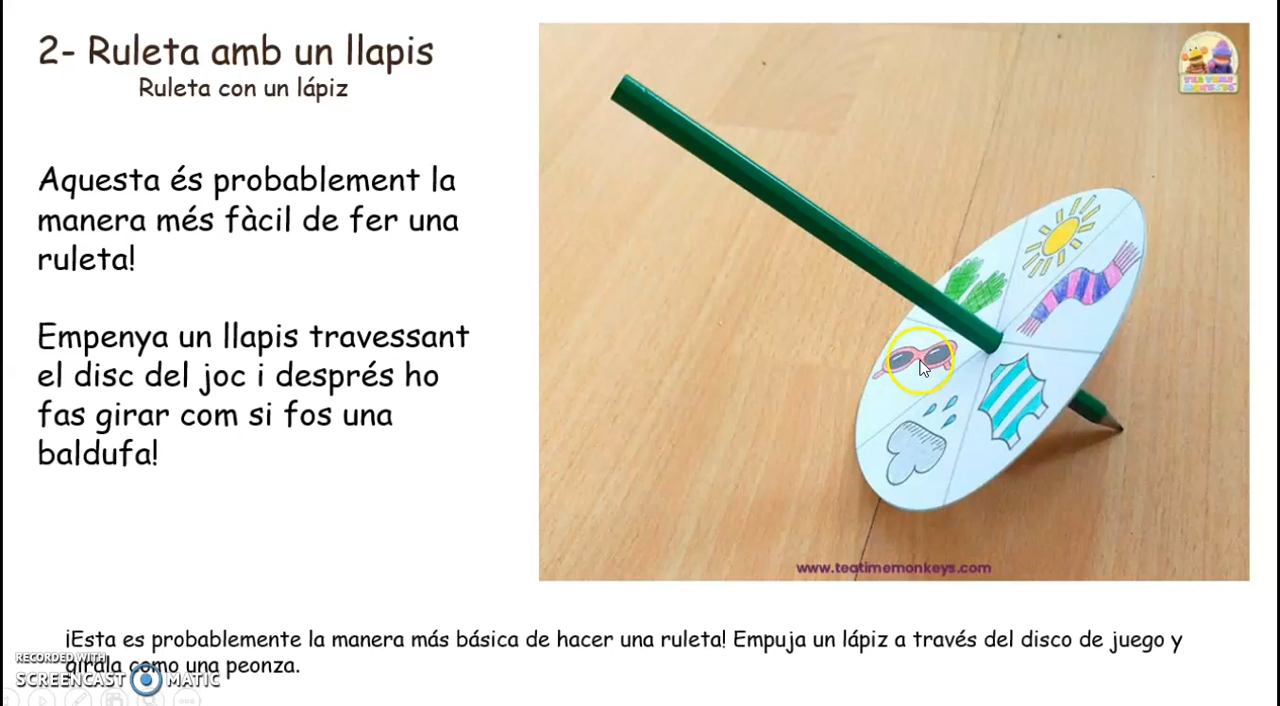 2- Ruleta amb un llapis
Ruleta con un lápiz
Aquesta és probablement la
manera més fàcil de fer una
ruleta!
Empenya un llapis travessant
el disc del joc i després ho
fas girar com si fos una
baldufa!
TEA TIME
MONKEYS
www.teatimemonkeys.com
¡Esta es probablemente la manera más básica de hacer una ruleta! Empuja un lápiz a través del disco de juego y
gírala como una peonza.
RECORDED WITH
SCREENCAST MATIC